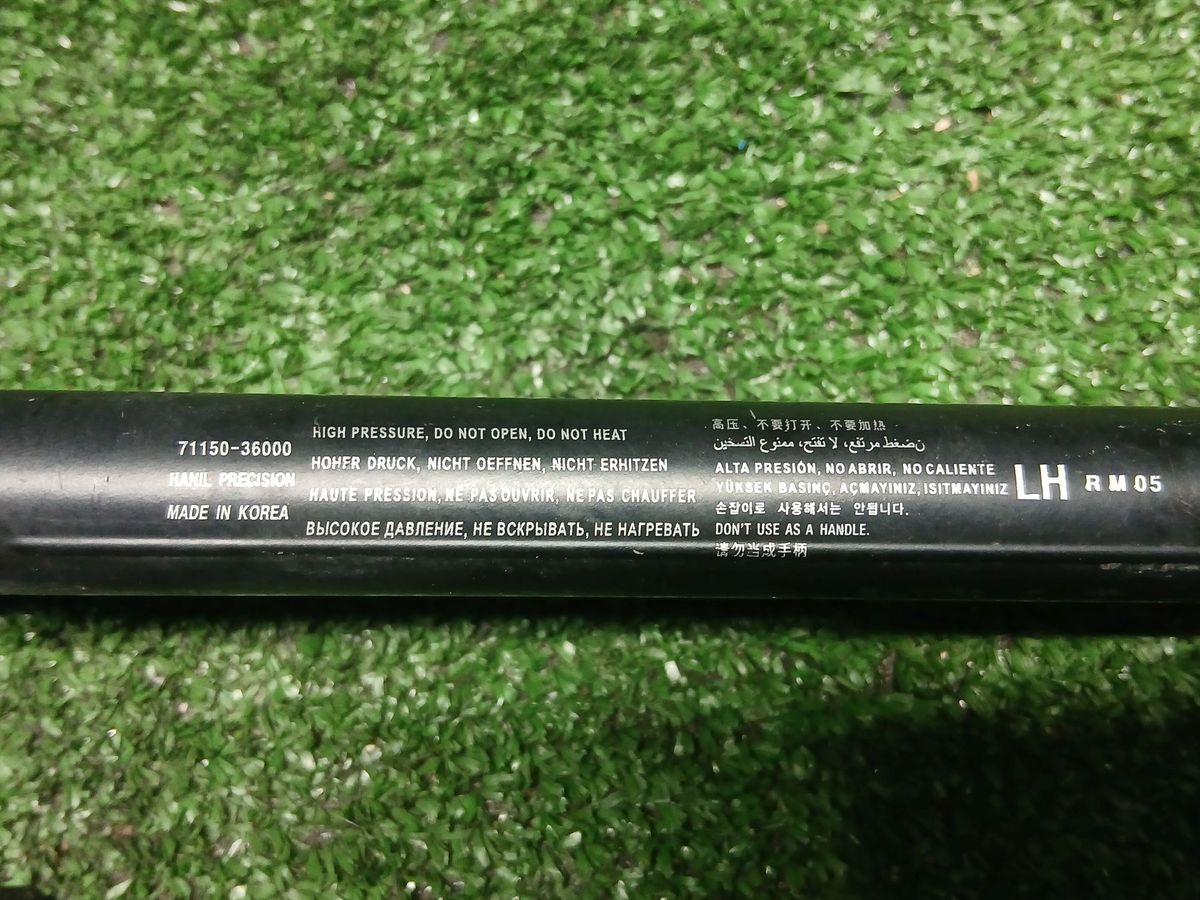 71150-36000
HANIL PRECISION
MADE IN KOREA
HIGH PRESSURE, DO NOT OPEN, DO NOT HEAT
HOHER DRUCK, NICHT OEFFNEN, NICHT ERHITZEN
HAUTE PRESSION, NE PAS OUVRIR, NE PAS CHAUFFER
ВЫСОКОЕ ДАВЛЕНИЕ, НЕ ВСКРЫВАТЬ, НЕ НАГРЕВАТЬ
高压、不要打开、不要加热
نضغط مرتفع، لا تفتح، ممنوع التسخين
ALTA PRESIÓN, NO ABRIR, NO CALIENTE
YÜKSEK BASINÇ, AÇMAYINIZ, ISITMAYINIZ
손잡이로 사용해서는 안됩니다.
DON'T USE AS A HANDLE.
请勿当成手柄
LH RM05